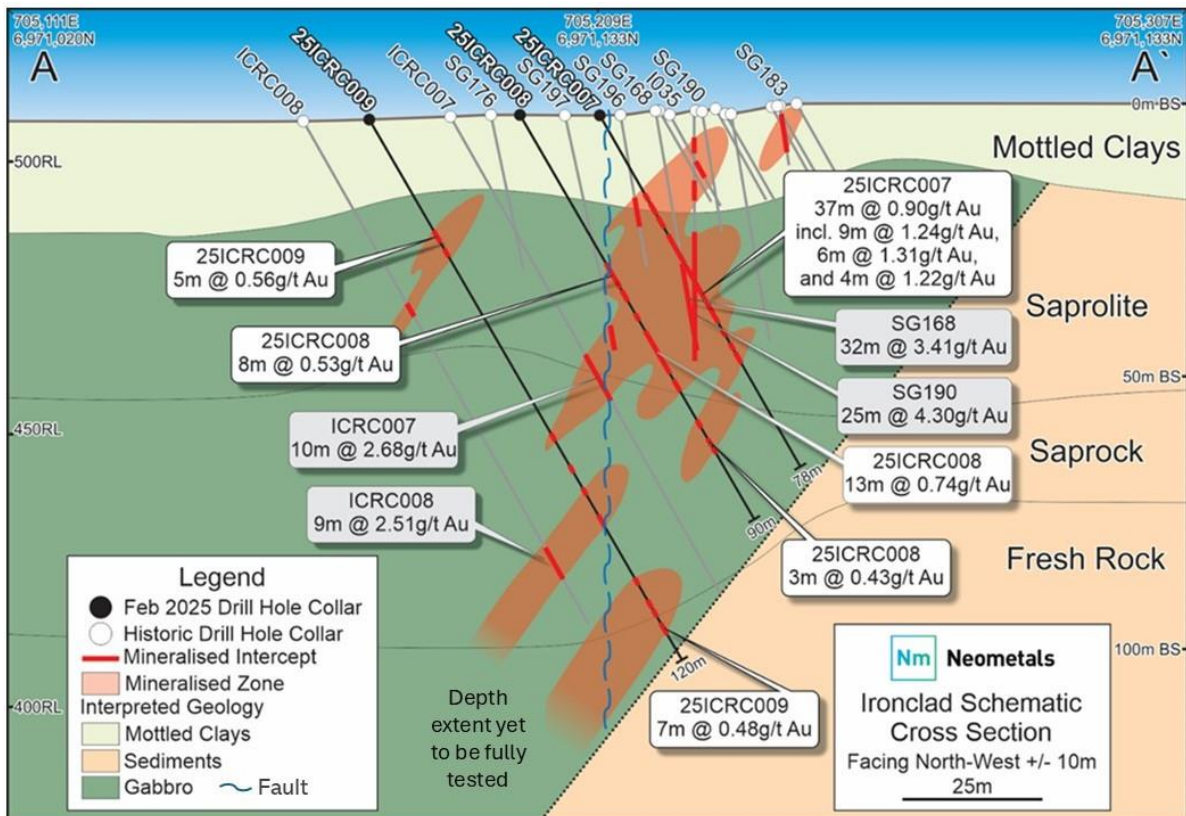 705,111E
6,971,020N
705,209E
6,971,133N
705,307E
6,971,133N
A
A`
ICRC008
25ICRC009
ICRC007
SG176
25ICRC008
SG197
25ICRC007
SG196
SG168
I035
SG190
SG183
0m BS
500RL
Mottled Clays
25ICRC007
37m @ 0.90g/t Au
incl. 9m @ 1.24g/t Au,
6m @ 1.31g/t Au,
and 4m @ 1.22g/t Au
25ICRC009
5m @ 0.56g/t Au
Saprolite
25ICRC008
8m @ 0.53g/t Au
SG168
32m @ 3.41g/t Au
50m BS
SG190
25m @ 4.30g/t Au
450RL
ICRC007
10m @ 2.68g/t Au
Saprock
25ICRC008
13m @ 0.74g/t Au
78m
90m
ICRC008
9m @ 2.51g/t Au
25ICRC008
3m @ 0.43g/t Au
Fresh Rock
100m BS
120m
400RL
Depth
extent yet
to be fully
tested
25ICRC009
7m @ 0.48g/t Au
Legend
Feb 2025 Drill Hole Collar
Historic Drill Hole Collar
Mineralised Intercept
Mineralised Zone
Interpreted Geology
Mottled Clays
Sediments
Gabbro
Fault
Nm Neometals
Ironclad Schematic
Cross Section
Facing North-West +/- 10m
25m